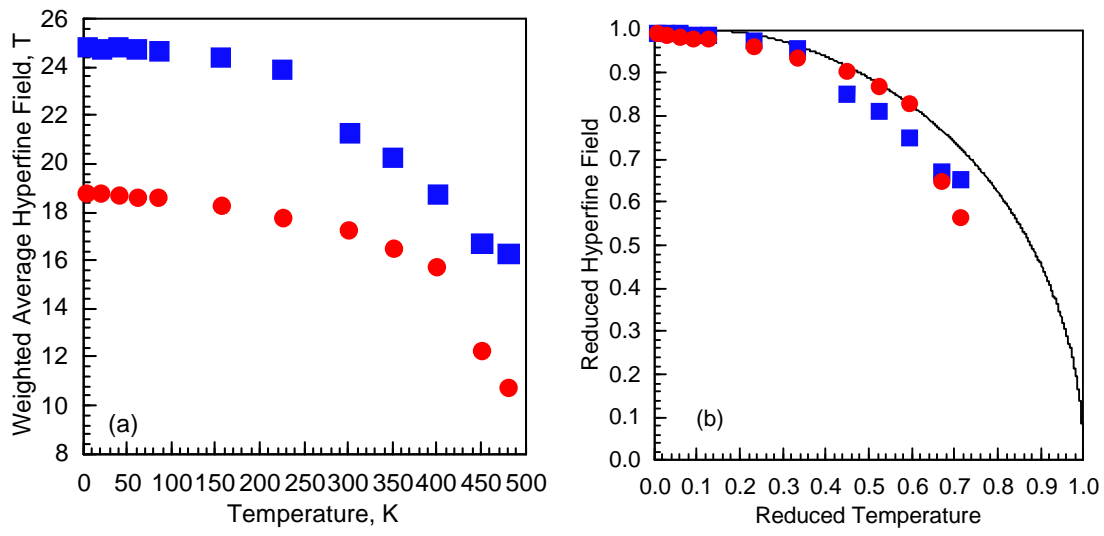 Weighted Average Hyperfine Field, T
26
24
22
20
18
16
14
12
10
8
(a)
0 50 100 150 200 250 300 350 400 450 500
Temperature, K
Reduced Hyperfine Field
1.0
0.9
0.8
0.7
0.6
0.5
0.4
0.3
0.2
0.1
0.0
(b)
0.0 0.1 0.2 0.3 0.4 0.5 0.6 0.7 0.8 0.9 1.0
Reduced Temperature